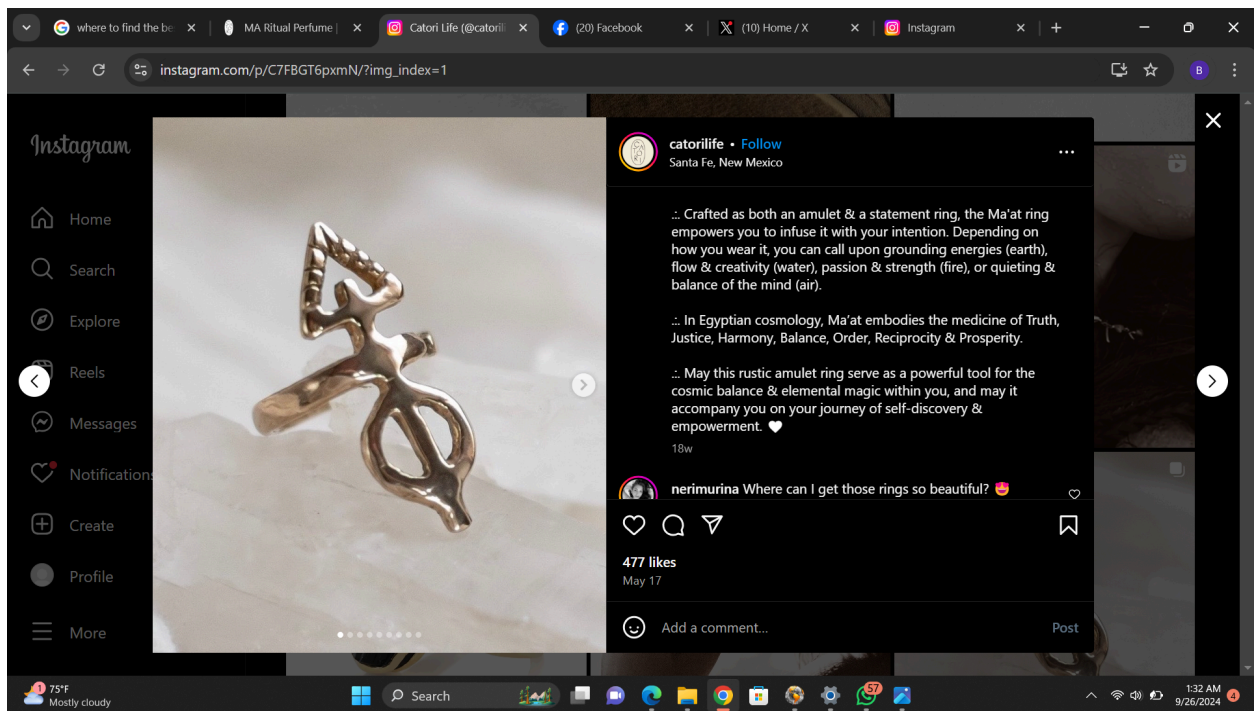 where to find the be
MA Ritual Perfume |
Catori Life (@catorili
(20) Facebook
(10) Home / X
Instagram
instagram.com/p/C7FBGT6pxmN/?img_index=1
B
Instagram
Home
Search
Explore
Reels
Messages
Notifications
Create
Profile
More
catorilife • Follow
Santa Fe, New Mexico
.:. Crafted as both an amulet & a statement ring, the Ma'at ring
empowers you to infuse it with your intention. Depending on
how you wear it, you can call upon grounding energies (earth),
flow & creativity (water), passion & strength (fire), or quieting &
balance of the mind (air).
.:. In Egyptian cosmology, Ma'at embodies the medicine of Truth,
Justice, Harmony, Balance, Order, Reciprocity & Prosperity.
.:. May this rustic amulet ring serve as a powerful tool for the
cosmic balance & elemental magic within you, and may it
accompany you on your journey of self-discovery &
empowerment. 🤍
18w
nerimurina Where can I get those rings so beautiful? 😍
477 likes
May 17
Add a comment...
Post
1
75°F
Mostly cloudy
Search
57
1:32 AM
9/26/2024
4